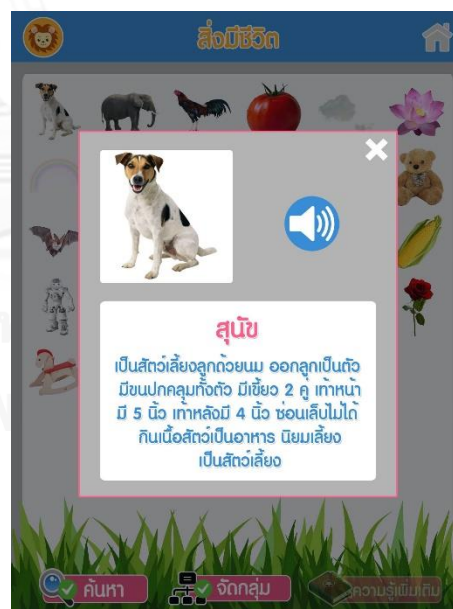 สิ่งมีชีวิต
สุนัข
เป็นสัตว์เลี้ยงลูกด้วยนม ออกลูกเป็นตัว
มีขนปกคลุมทั้งตัว มีเขี้ยว 2 คู่ เท้าหน้า
มี 5 นิ้ว เท้าหลังมี 4 นิ้ว ซ่อนเล็บไม่ได้
กินเนื้อสัตว์เป็นอาหาร นิยมเลี้ยง
เป็นสัตว์เลี้ยง
ค้นหา
จัดกลุ่ม
ความรู้เพิ่มเติม